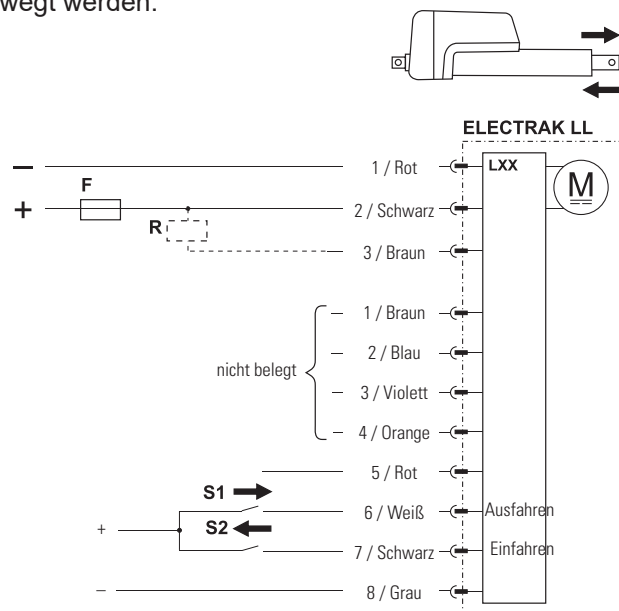 wegt werden.
ELECTRAK LL
− 1 / Rot LXX
F
+ 2 / Schwarz M
R
3 / Braun
1 / Braun
2 / Blau
nicht belegt
3 / Violett
4 / Orange
5 / Rot
S1
6 / Weiß Ausfahren
+ S2
7 / Schwarz Einfahren
− 8 / Grau